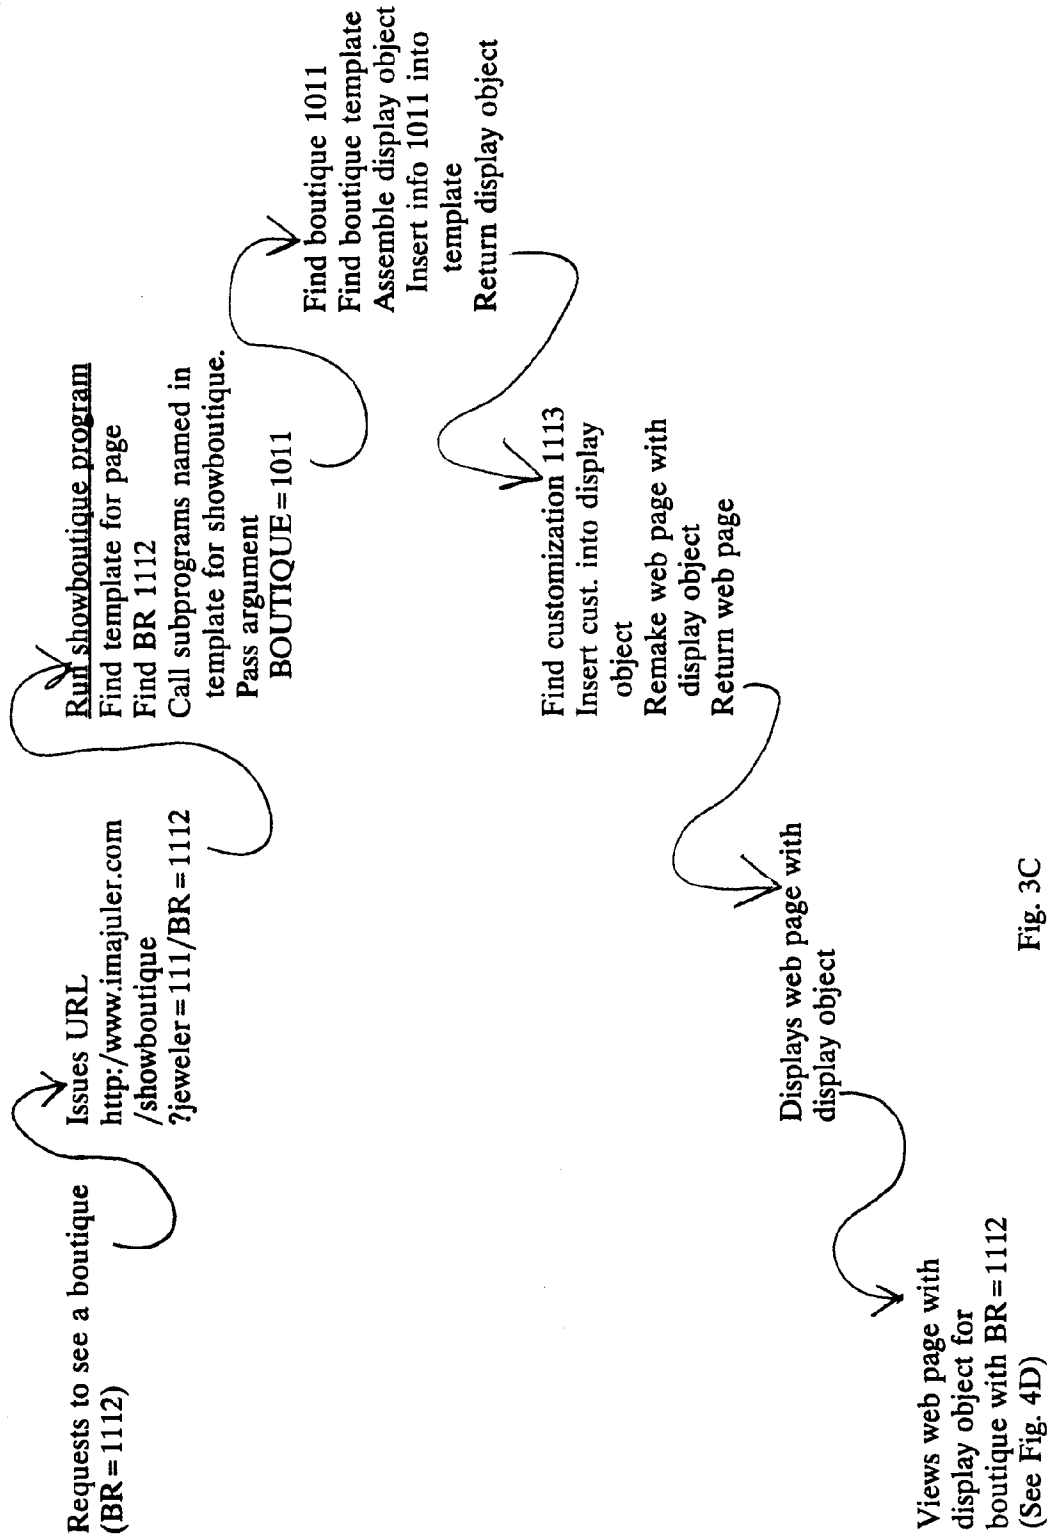 Requests to see a boutique
(BR=1112)
Issues URL
http:/www.imajuler.com
/showboutique
?jeweler=111/BR=1112
Run showboutique program
Find template for page
Find BR 1112
Call subprograms named in
template for showboutique.
Pass argument
BOUTIQUE=1011
Find boutique 1011
Find boutique template
Assemble display object
Insert info 1011 into
template
Return display object
Find customization 1113
Insert cust. into display
object
Remake web page with
display object
Return web page
Displays web page with
display object
Views web page with
display object for
boutique with BR=1112
(See Fig. 4D)
Fig. 3C